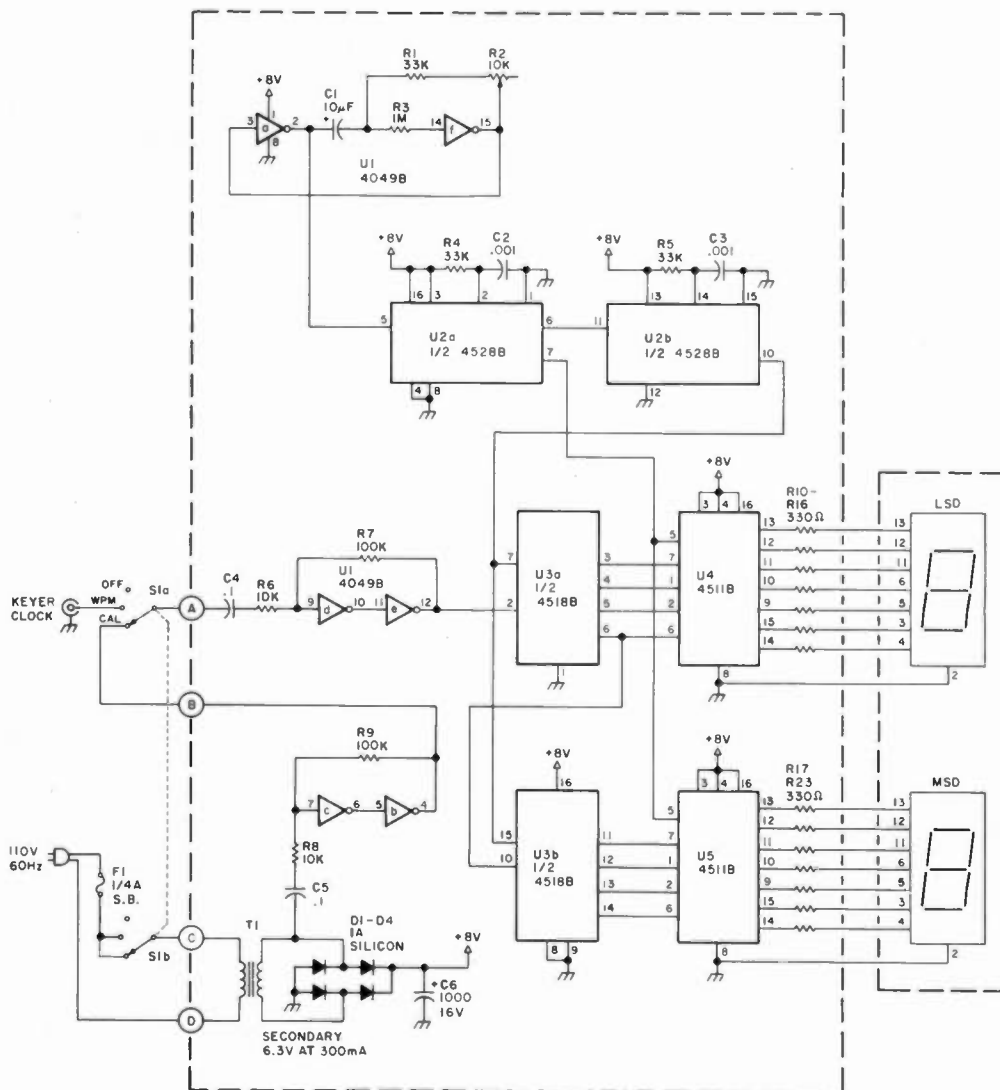 R1
33K
R2
10K
+8V
C1
10µF
+
R3
1M
3
a
1
2
8
14
f
15
U1
4049B
+8V
R4
33K
C2
.001
16
3
2
1
5
U2a
1/2 4528B
6
7
4
8
+8V
R5
33K
C3
.001
13
14
15
11
U2b
1/2 4528B
10
12
KEYER
CLOCK
OFF
WPM
CAL
S1a
A
C4
.1
R6
10K
R7
100K
U1
4049B
9
d
10
11
e
12
7
2
U3a
1/2
4518B
3
4
5
6
1
+8V
3
4
16
5
7
1
2
6
U4
4511B
13
12
11
10
9
15
14
8
R10-
R16
330Ω
LSD
13
12
11
6
5
3
4
2
B
R9
100K
7
c
6
5
b
4
R8
10K
C5
.1
110V
60Hz
F1
1/4A
S.B.
S1b
C
D
T1
D1-D4
1A
SILICON
+8V
+
C6
1000
16V
SECONDARY
6.3V AT 300mA
+8V
16
15
10
U3b
1/2
4518B
11
12
13
14
8
9
+8V
3
4
16
5
7
1
2
6
U5
4511B
13
12
11
10
9
15
14
8
R17
R23
330Ω
MSD
13
12
11
6
5
3
4
2